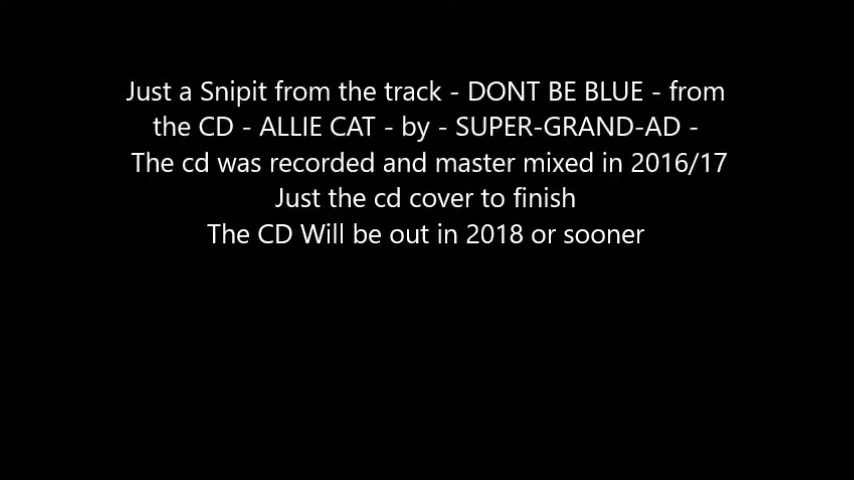 Just a Snipit from the track - DONT BE BLUE - from
the CD - ALLIE CAT - by - SUPER-GRAND-AD -
The cd was recorded and master mixed in 2016/17
Just the cd cover to finish
The CD Will be out in 2018 or sooner